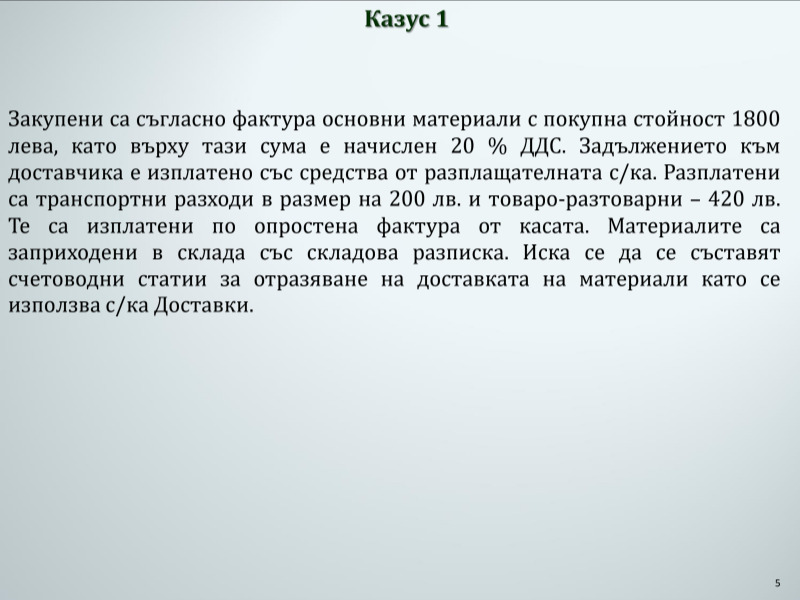 Казус 1
Закупени са съгласно фактура основни материали с покупна стойност 1800
лева, като върху тази сума е начислен 20 % ДДС. Задължението към
доставчика е изплатено със средства от разплащателната с/ка. Разплатени
са транспортни разходи в размер на 200 лв. и товаро-разтоварни – 420 лв.
Те са изплатени по опростена фактура от касата. Материалите са
заприходени в склада със складова разписка. Иска се да се съставят
счетоводни статии за отразяване на доставката на материали като се
използва с/ка Доставки.
5